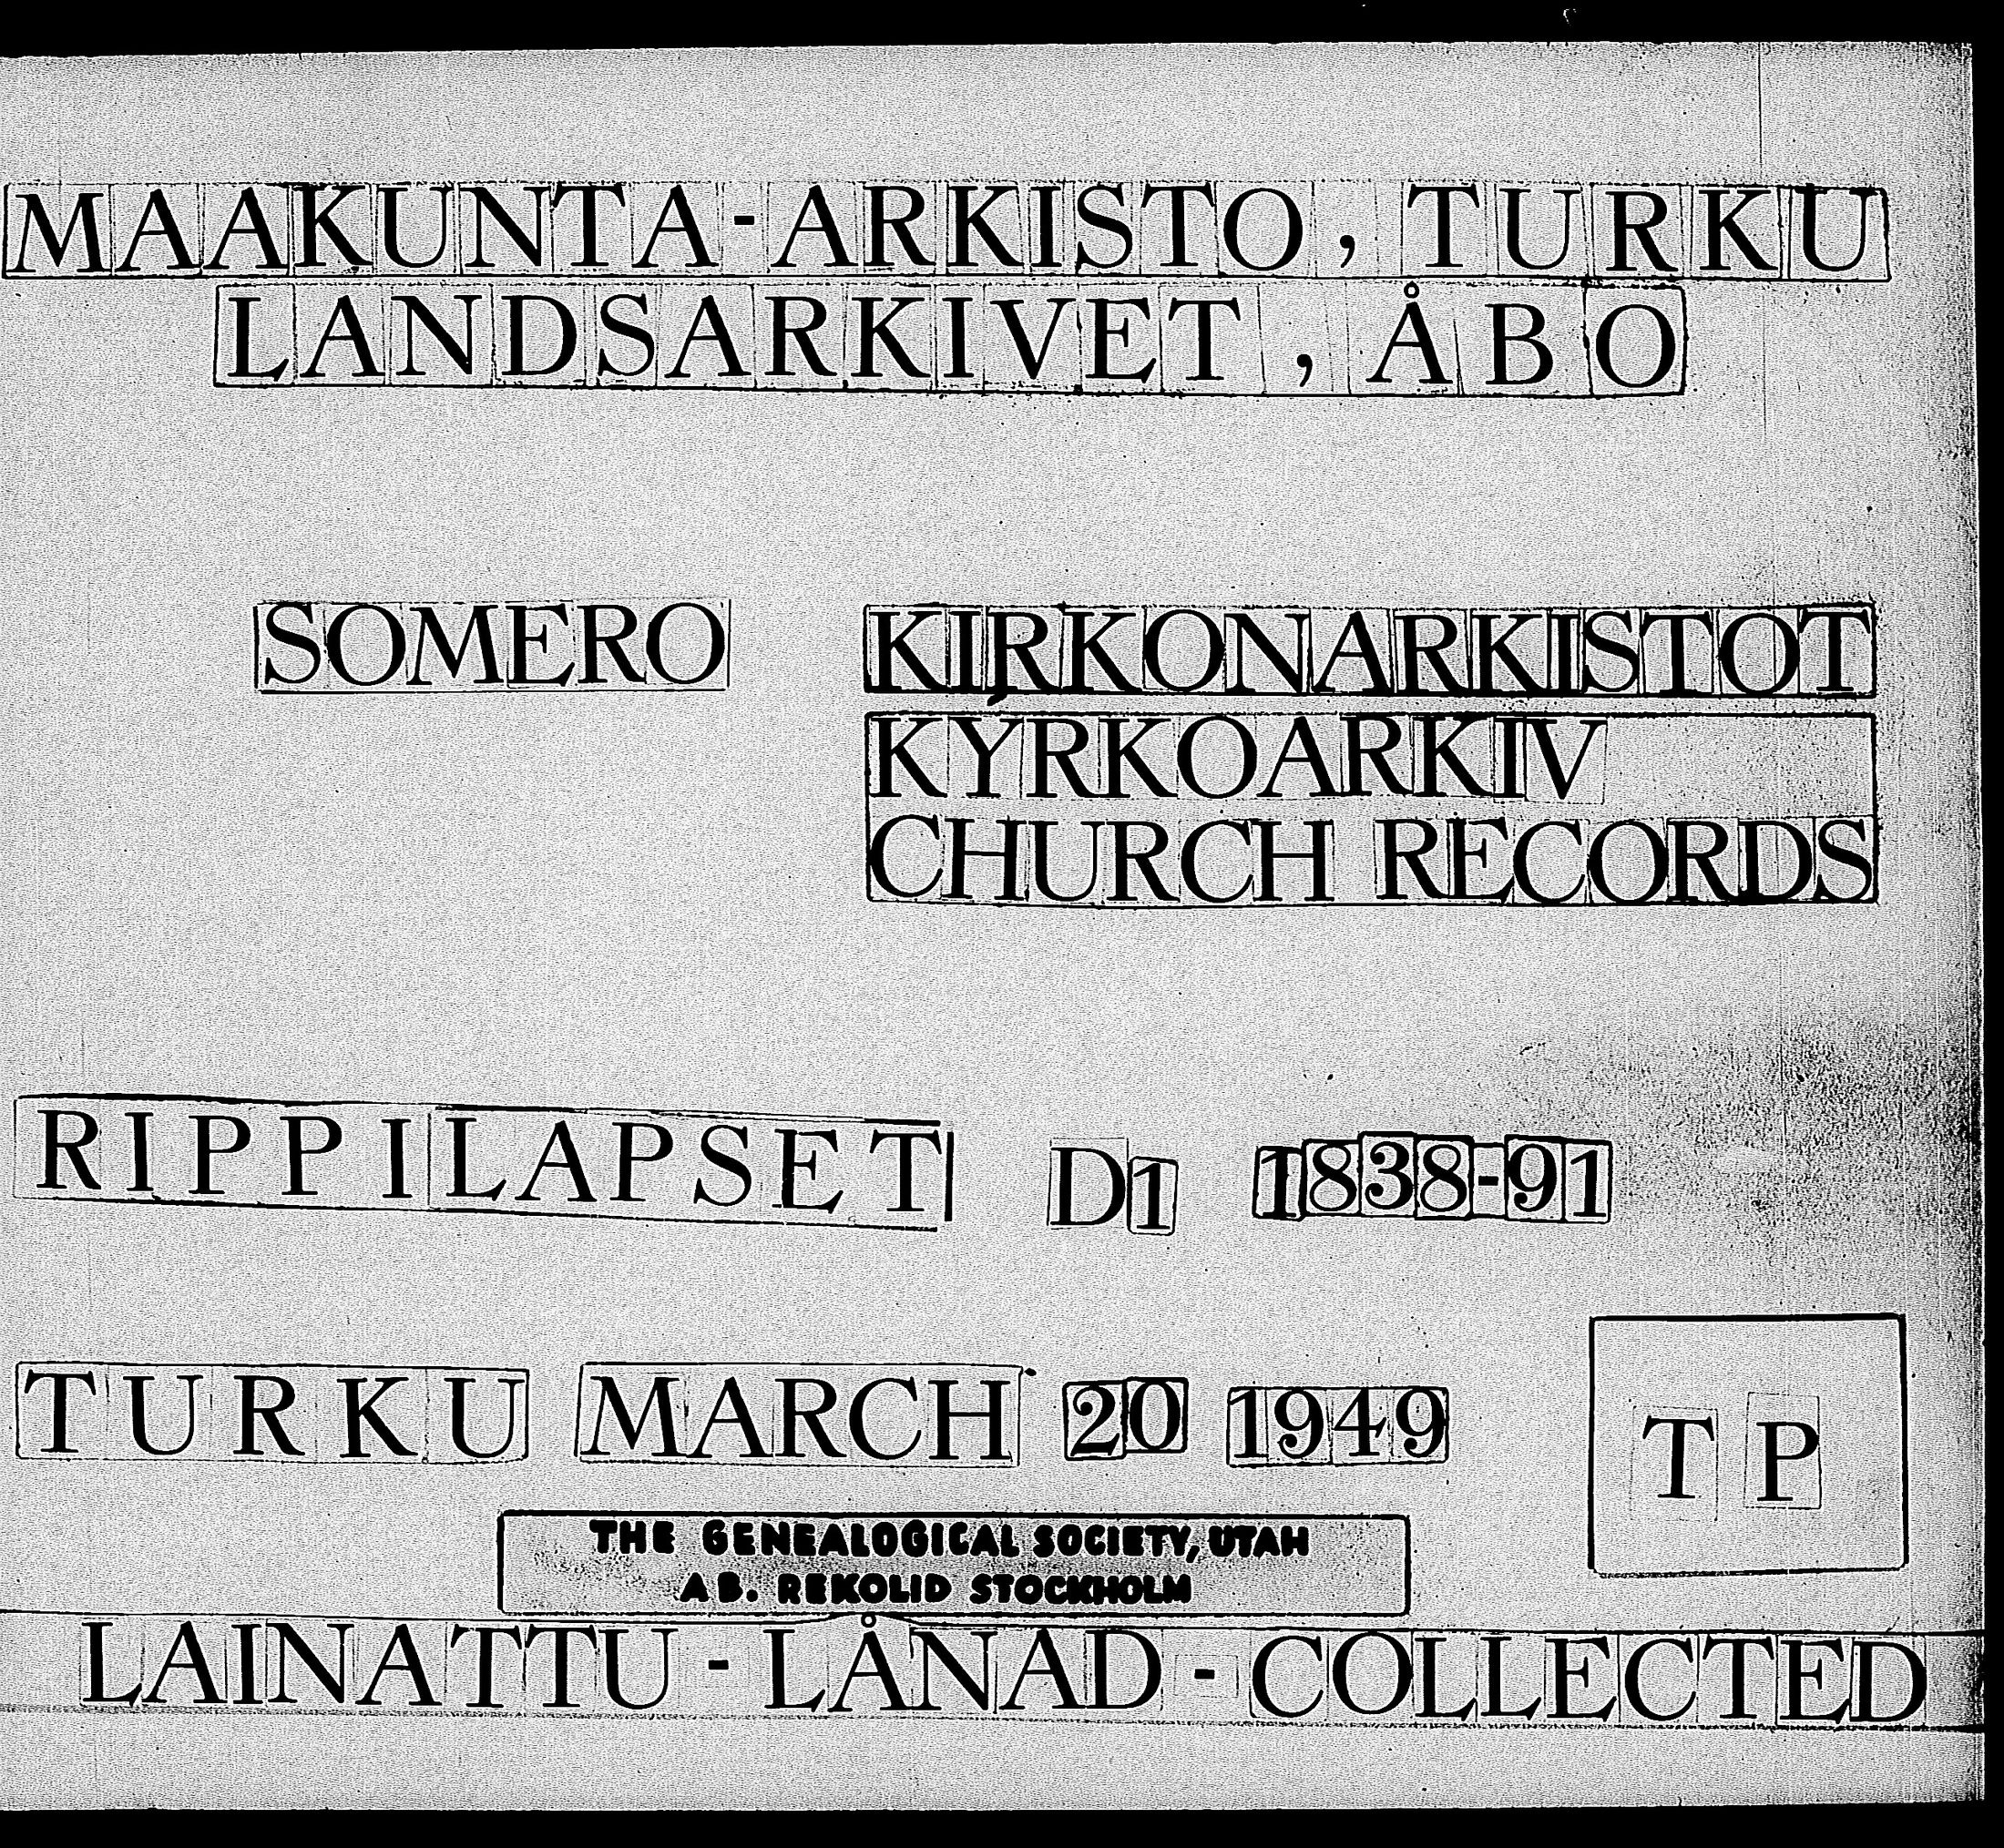 MAAKUNTA-ARKISTO, TURKU
LANDSARKIVET, ÅBO
SOMERO KIRKONARKISTOT
KYRKOARKIV
CHURCH RECORDS
RIPPILAPSET D1 1838-91
TURKU MARCH 20 1949
TP
THE GENEALOGICAL SOCIETY, UTAH
AB. REKOLID STOCKHOLM
LAINATTU - LÅNAD - COLLECTED